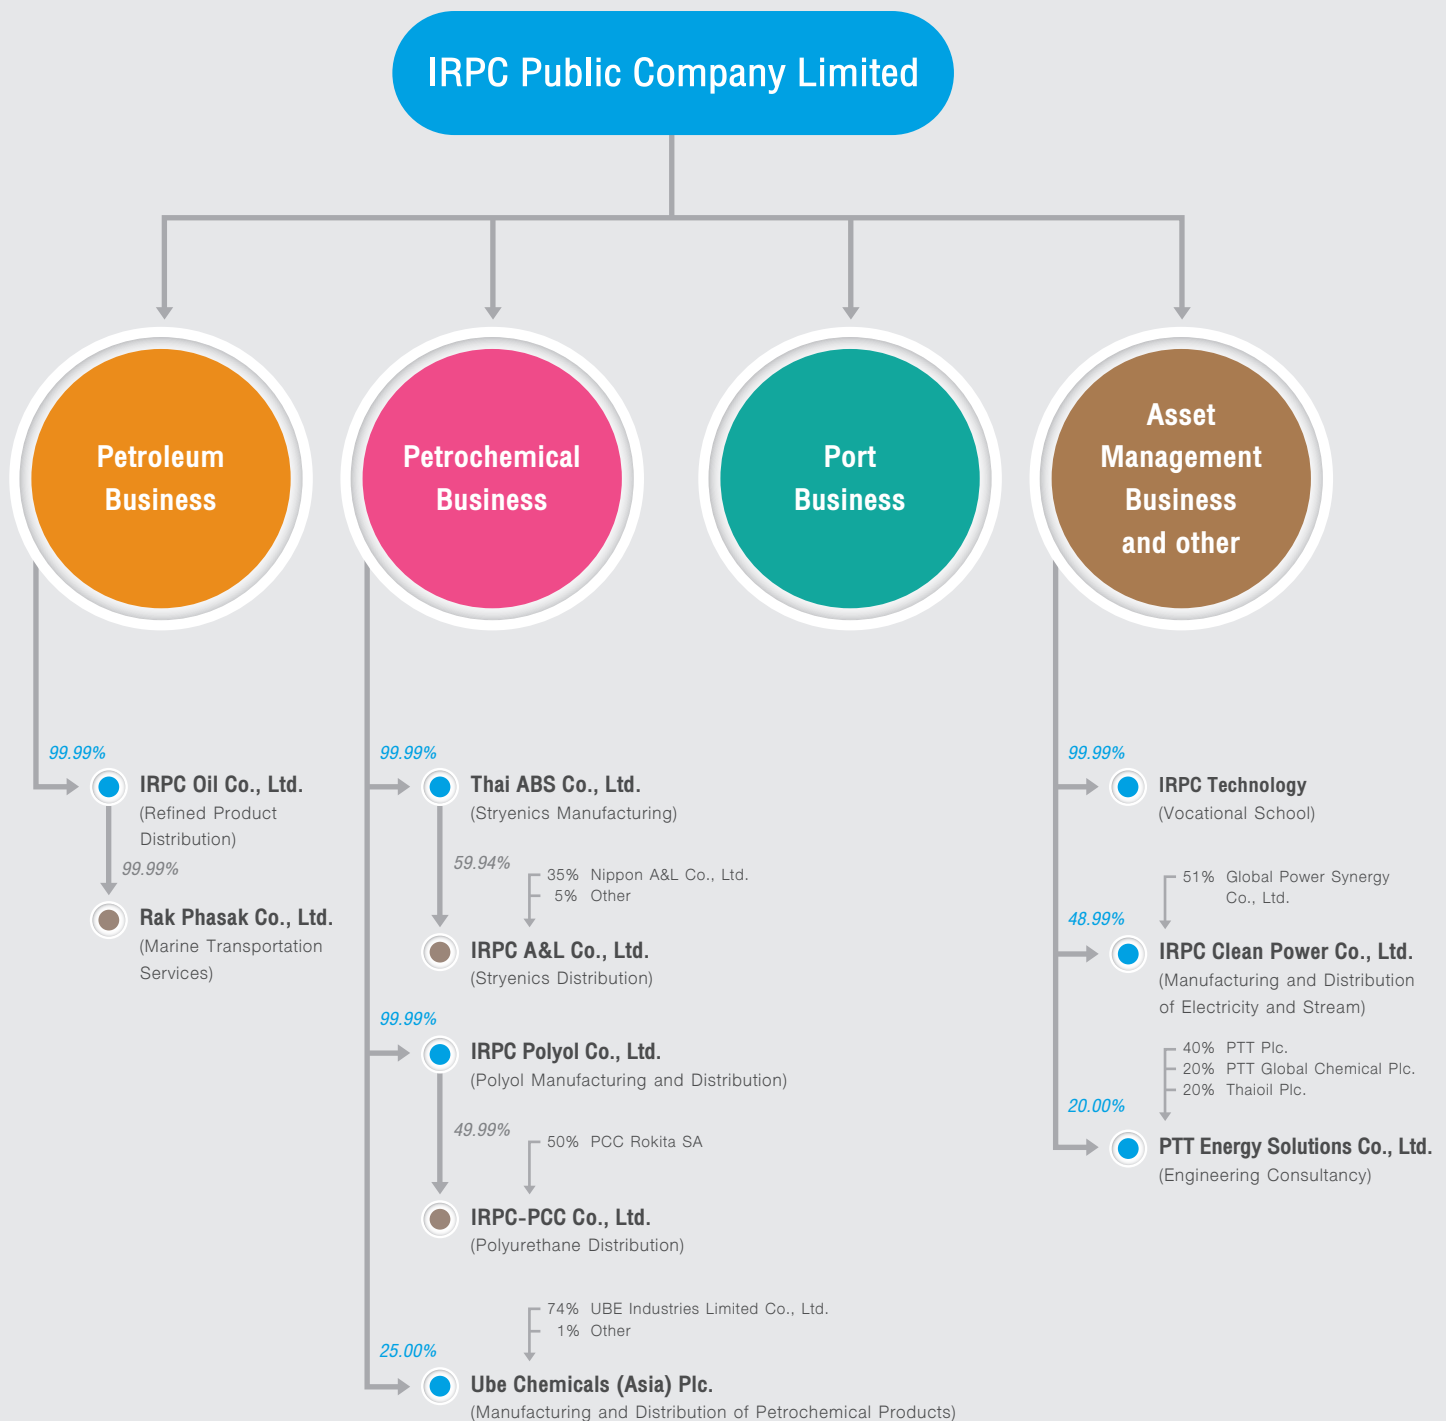 IRPC Public Company Limited
Petroleum
Business
Petrochemical
Business
Port
Business
Asset
Management
Business
and other
99.99%
IRPC Oil Co., Ltd.
(Refined Product
Distribution)
99.99%
Rak Phasak Co., Ltd.
(Marine Transportation
Services)
99.99%
Thai ABS Co., Ltd.
(Stryenics Manufacturing)
59.94%
35% Nippon A&L Co., Ltd.
5% Other
IRPC A&L Co., Ltd.
(Stryenics Distribution)
99.99%
IRPC Polyol Co., Ltd.
(Polyol Manufacturing and Distribution)
49.99%
50% PCC Rokita SA
IRPC-PCC Co., Ltd.
(Polyurethane Distribution)
74% UBE Industries Limited Co., Ltd.
1% Other
25.00%
Ube Chemicals (Asia) Plc.
(Manufacturing and Distribution of Petrochemical Products)
99.99%
IRPC Technology
(Vocational School)
51% Global Power Synergy
Co., Ltd.
48.99%
IRPC Clean Power Co., Ltd.
(Manufacturing and Distribution
of Electricity and Stream)
40% PTT Plc.
20% PTT Global Chemical Plc.
20% Thaioil Plc.
20.00%
PTT Energy Solutions Co., Ltd.
(Engineering Consultancy)